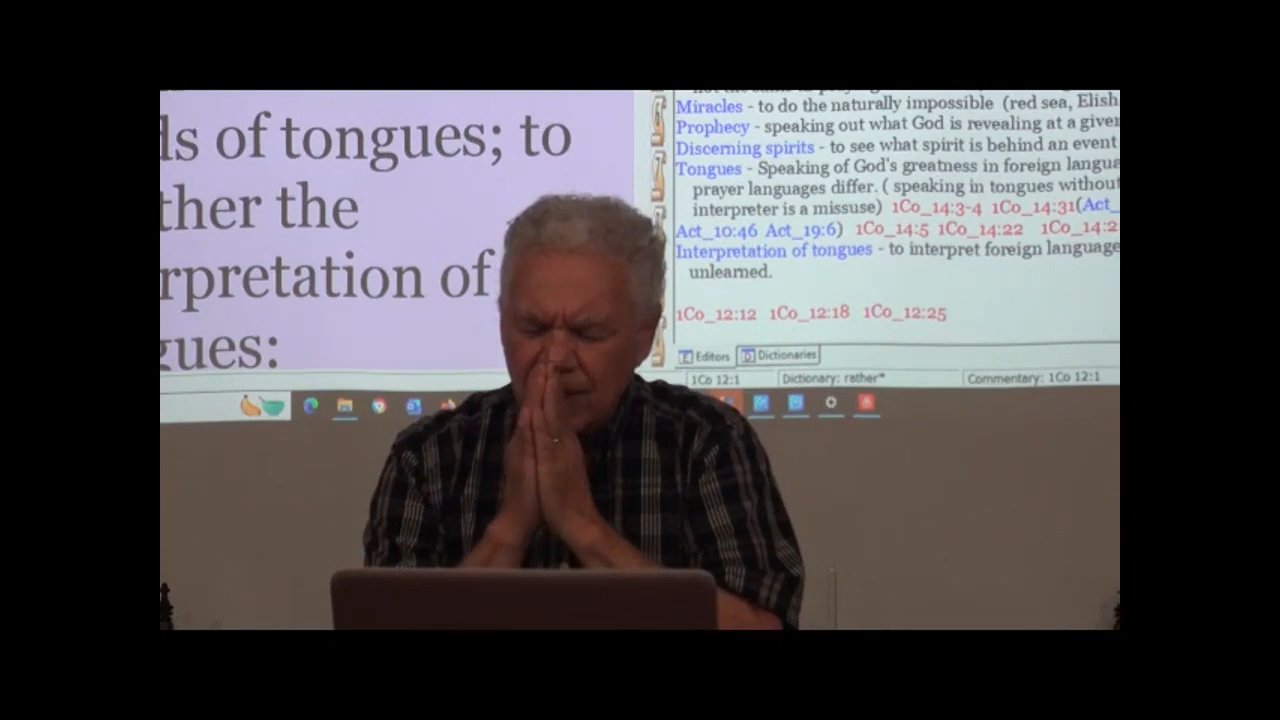 ds of tongues; to
ther the
rpretation of
gues:
Miracles - to do the naturally impossible (red sea, Elish
Prophecy - speaking out what God is revealing at a given
Discerning spirits - to see what spirit is behind an event
Tongues - Speaking of God's greatness in foreign langua
prayer languages differ. ( speaking in tongues without
interpreter is a missuse) 1Co_14:3-4 1Co_14:31(Act_
Act_10:46 Act_19:6) 1Co_14:5 1Co_14:22 1Co_14:2
Interpretation of tongues - to interpret foreign language
unlearned.
1Co_12:12 1Co_12:18 1Co_12:25
Editors Dictionaries
1Co 12:1 Dictionary: rather* Commentary: 1Co 12:1